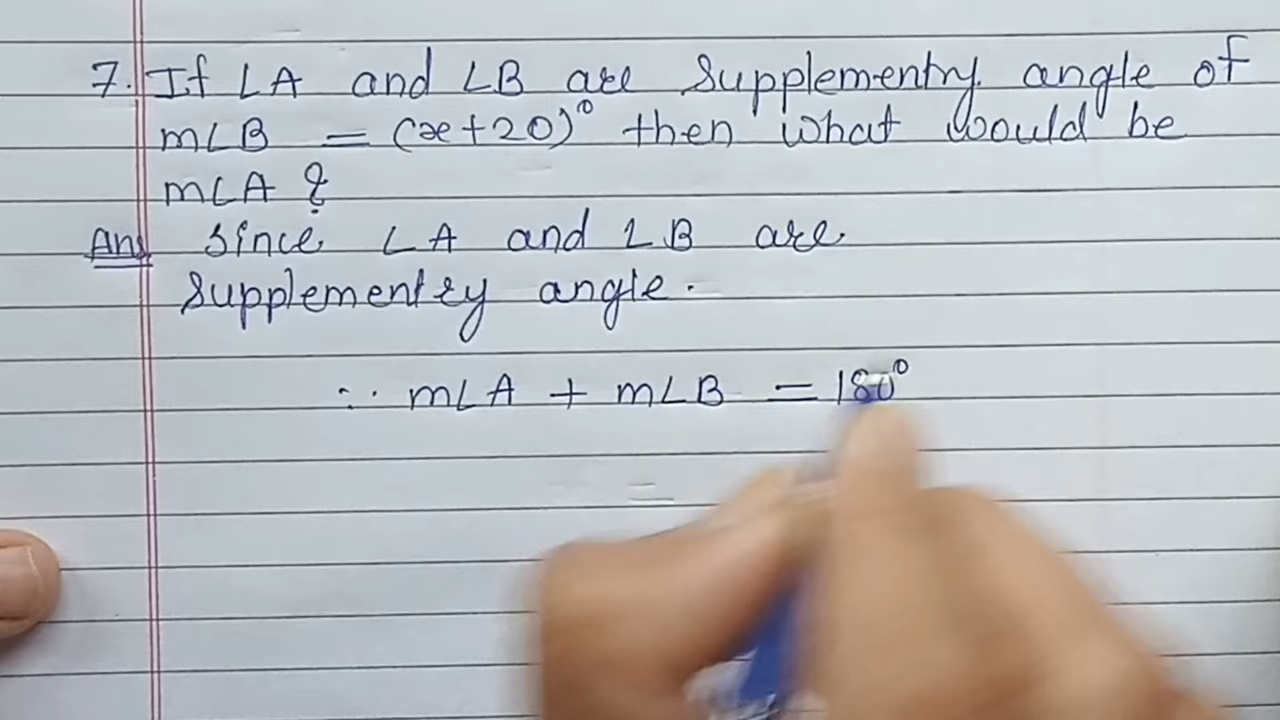 7. If ∠A and ∠B are Supplementry angle of
m∠B = (x+20)° then what would be
m∠A ?
Ans since ∠A and ∠B are
supplementry angle.
∴ m∠A + m∠B = 180°